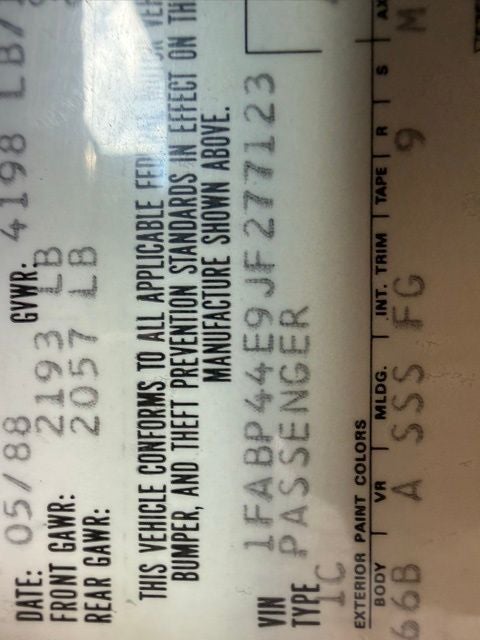 DATE: 05/88 GVWR. 4198 LB/
FRONT GAWR: 2193 LB
REAR GAWR: 2057 LB
THIS VEHICLE CONFORMS TO ALL APPLICABLE
BUMPER, AND THEFT PREVENTION STANDARDS IN EFFECT ON TH
MANUFACTURE SHOWN ABOVE.
VIN 1FABP44E9JF277123
TYPE PASSENGER
1C
EXTERIOR PAINT COLORS
BODY VR MLDG. INT. TRIM TAPE R S AX
66B A SSS FG 9 M